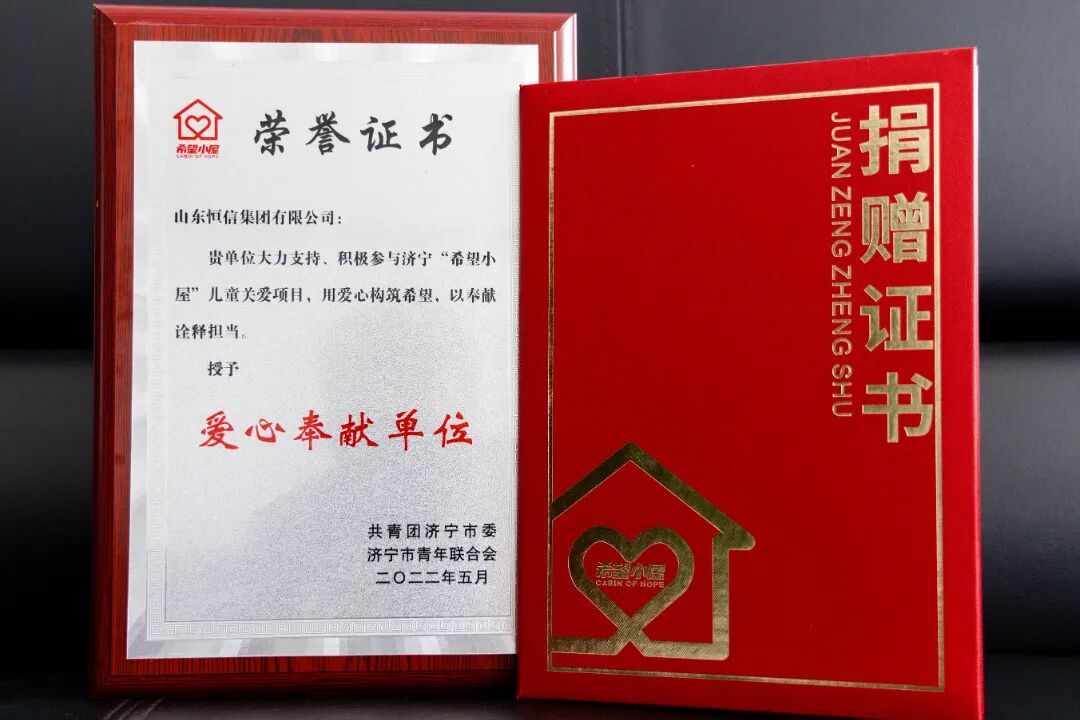 希望小屋
CABIN OF HOPE
荣誉证书
山东恒信集团有限公司：
贵单位大力支持、积极参与济宁“希望小
屋”儿童关爱项目，用爱心构筑希望，以奉献
诠释担当。
授予
爱心奉献单位
共青团济宁市委
济宁市青年联合会
二〇二二年五月
捐赠证书
JUAN ZENG ZHENG SHU
希望小屋
CABIN OF HOPE